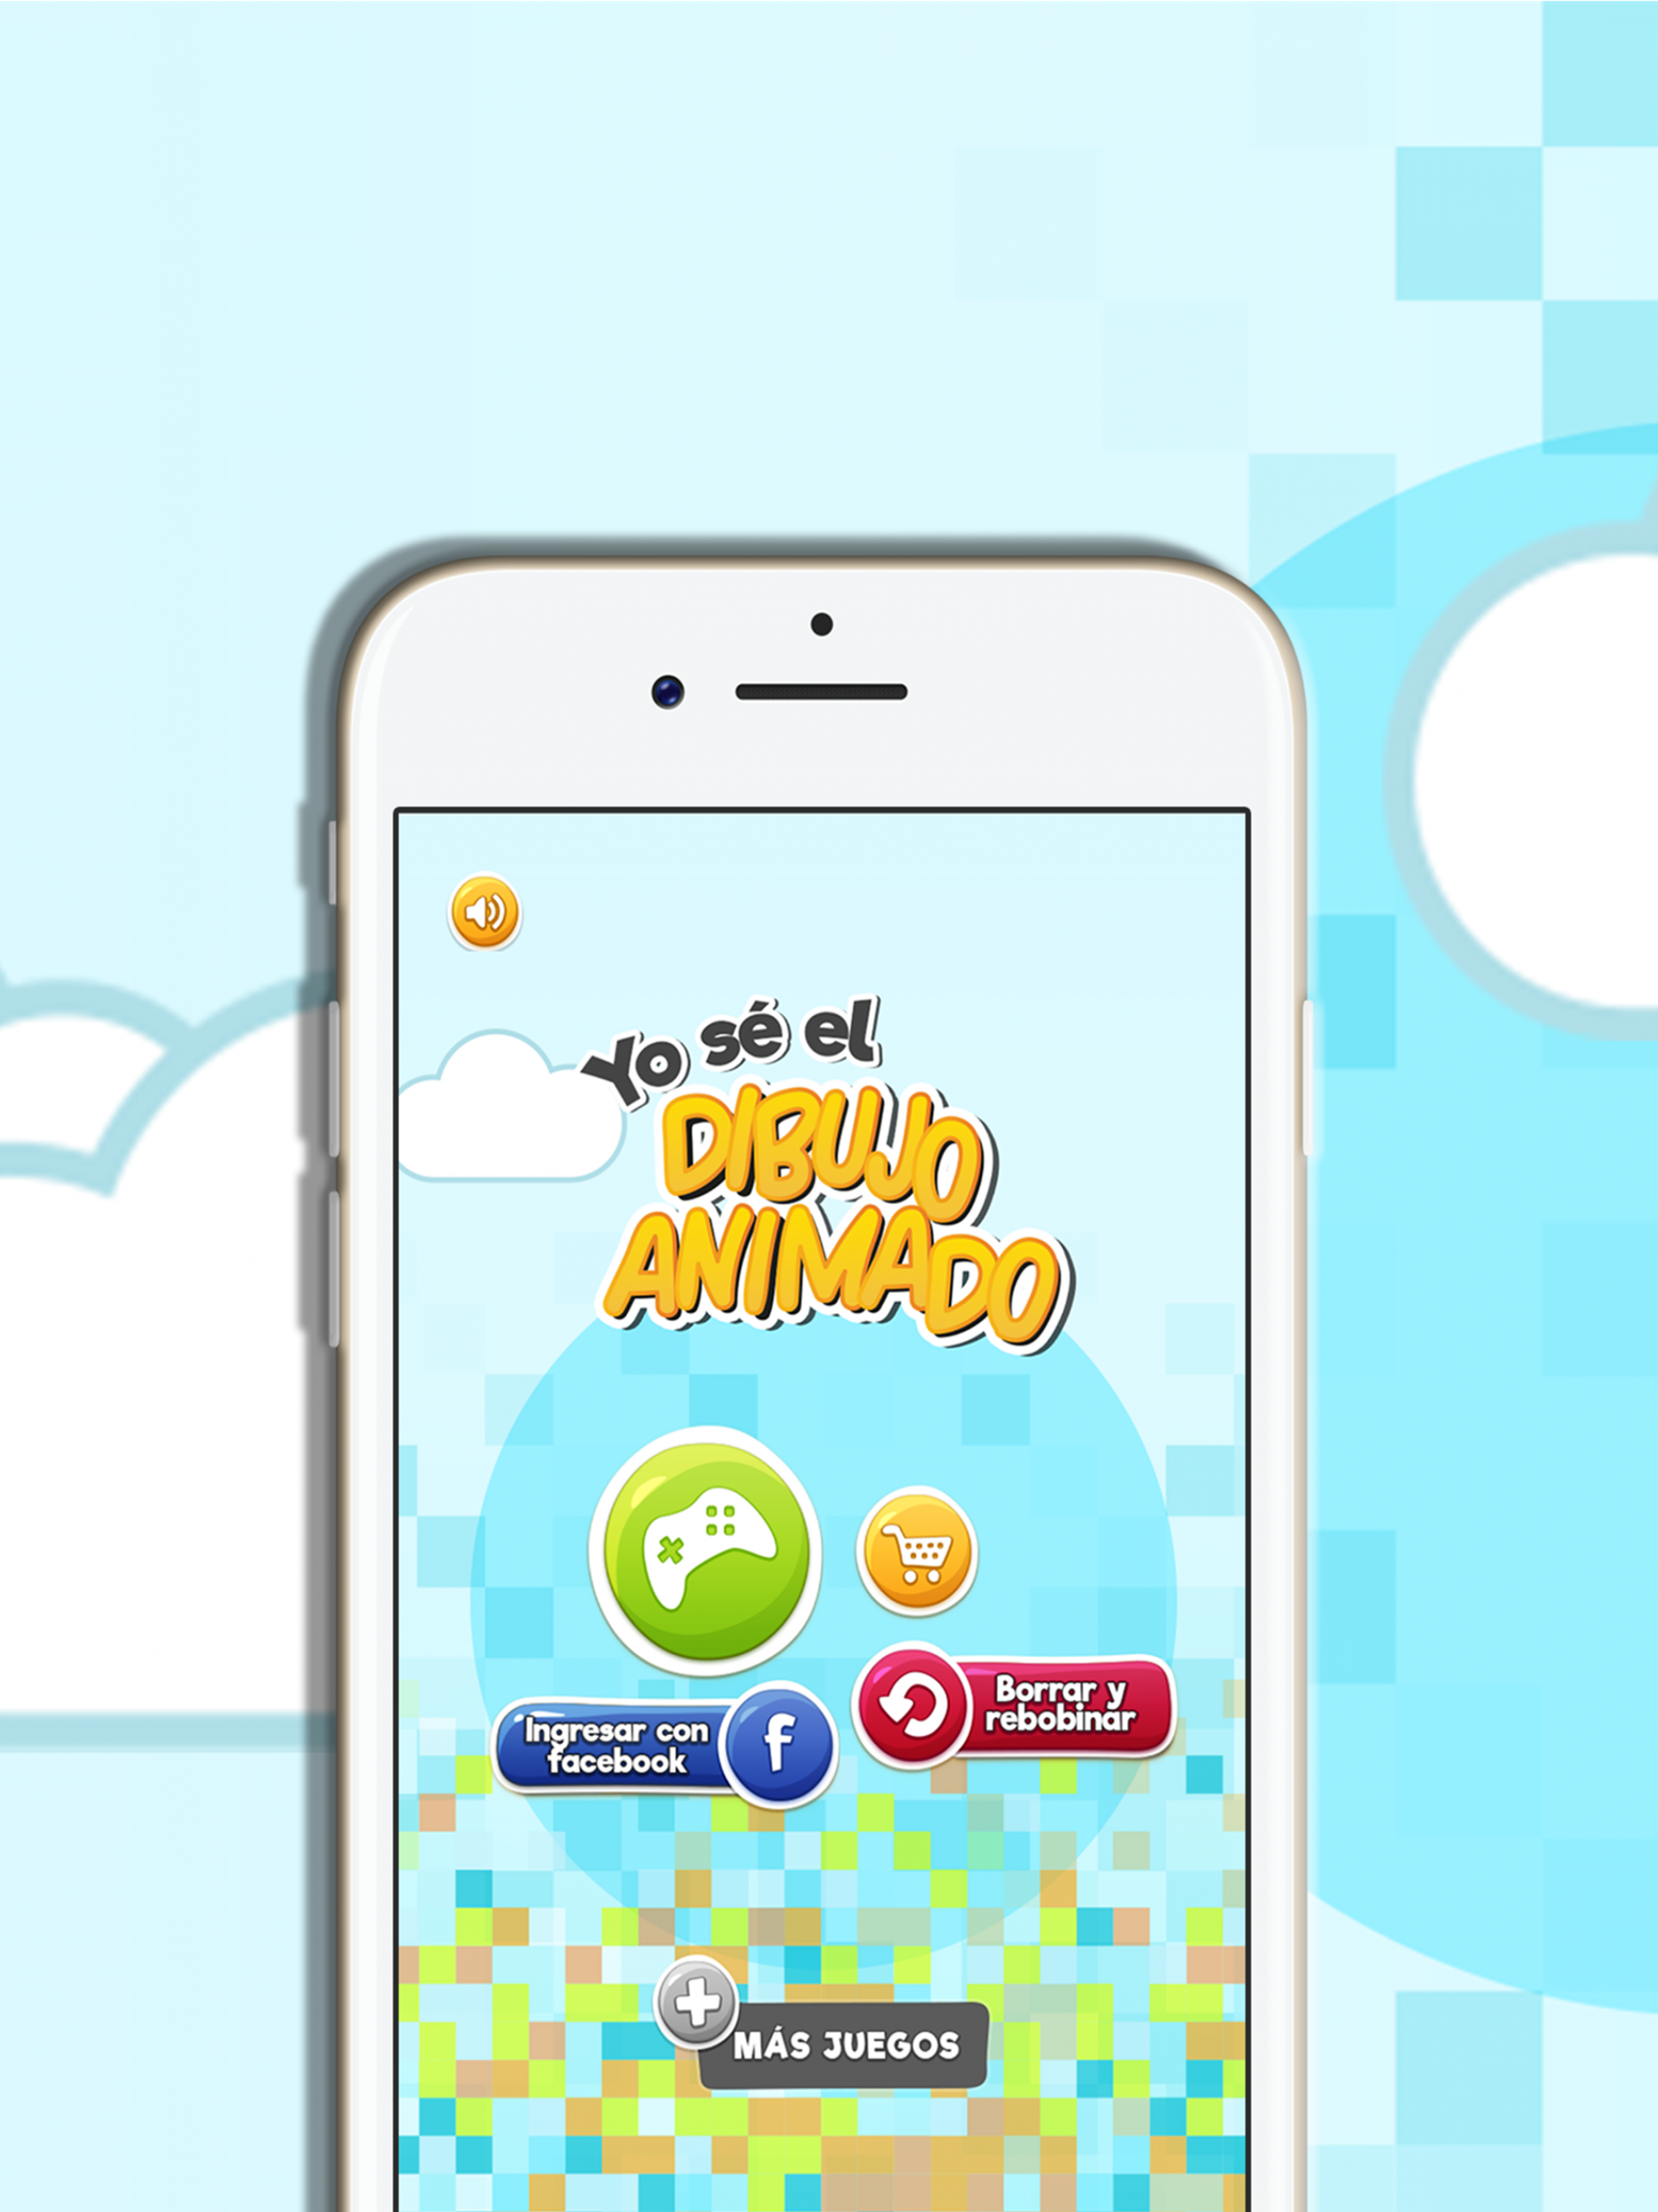 Yo sé el
DIBUJO
ANIMADO
Borrar y
rebobinar
Ingresar con
facebook
f
MÁS JUEGOS